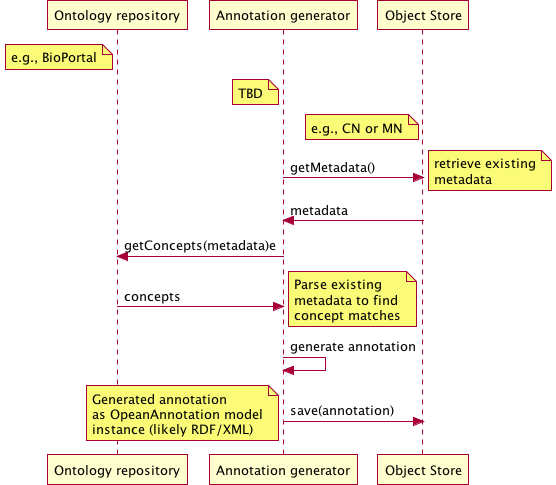 Ontology repository
Annotation generator
Object Store
e.g., BioPortal
TBD
e.g., CN or MN
getMetadata()
retrieve existing
metadata
metadata
getConcepts(metadata)e
concepts
Parse existing
metadata to find
concept matches
generate annotation
Generated annotation
as OpeanAnnotation model
instance (likely RDF/XML)
save(annotation)
Ontology repository
Annotation generator
Object Store